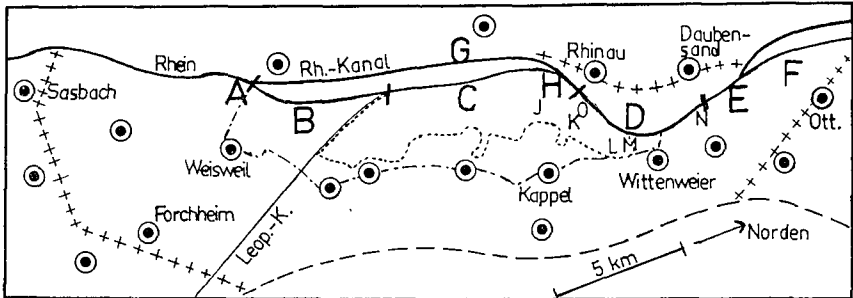 Rhein
Rh.-Kanal
G
Rhinau
Dauben-
sand
Sasbach
A
B
C
H
J
K
D
E
F
N
L M
Ott.
Weisweil
Kappel
Wittenweier
Forchheim
Leop.-K.
Norden
5 km